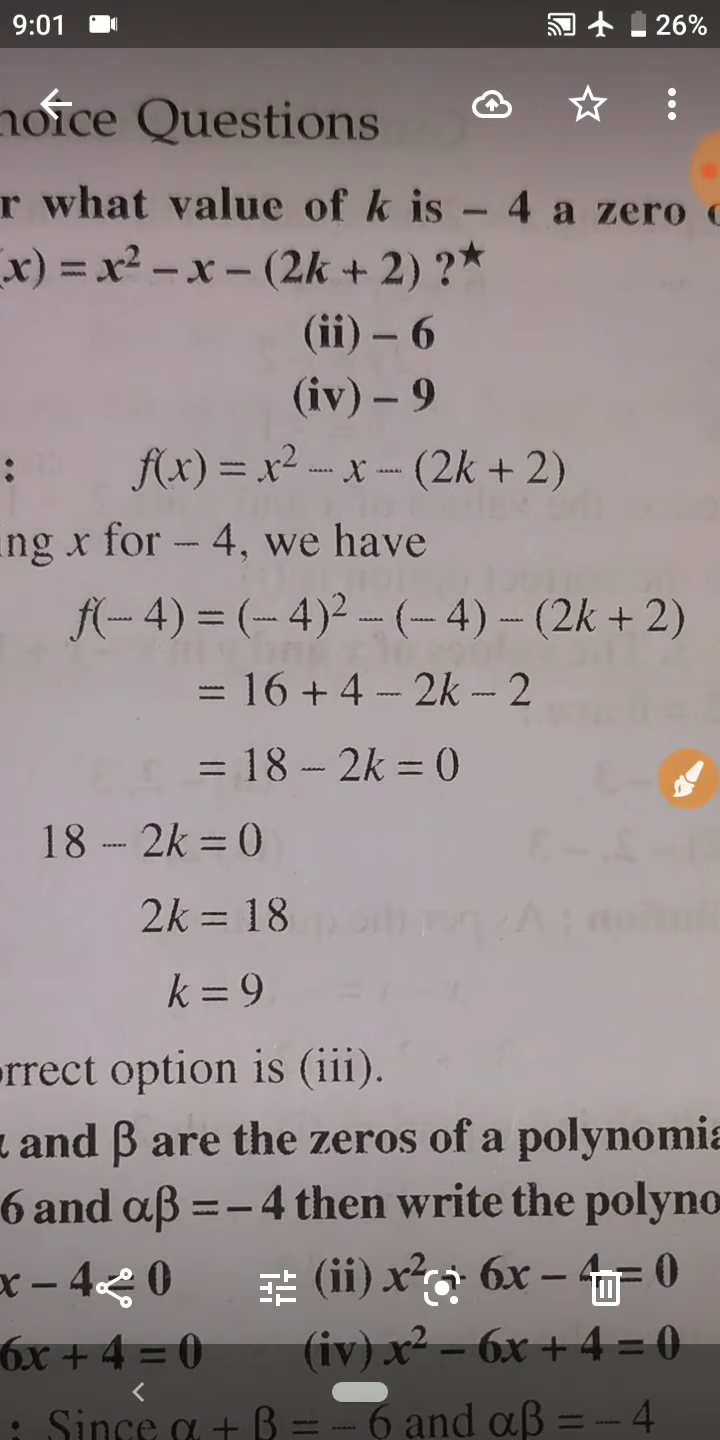 9:01 26%
hoice Questions
r what value of k is – 4 a zero
x) = x² – x – (2k + 2) ?★
(ii) – 6
(iv) – 9
: f(x) = x² – x – (2k + 2)
ing x for – 4, we have
f(– 4) = (– 4)² – (– 4) – (2k + 2)
= 16 + 4 – 2k – 2
= 18 – 2k = 0
18 – 2k = 0
2k = 18
k = 9
orrect option is (iii).
and β are the zeros of a polynomia
6 and αβ = – 4 then write the polyno
x – 4 = 0 (ii) x² + 6x – 4 = 0
6x + 4 = 0 (iv) x² – 6x + 4 = 0
: Since α + β = – 6 and αβ = – 4